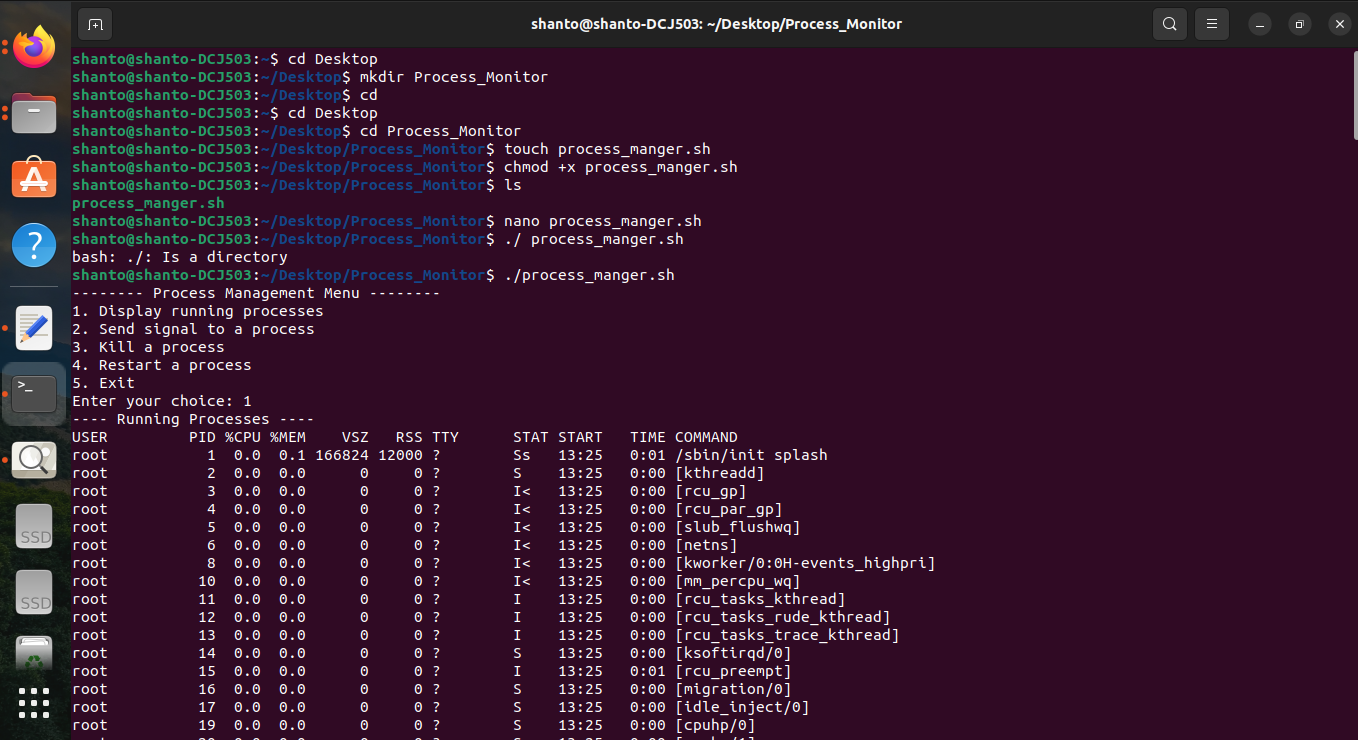 shanto@shanto-DCJ503: ~/Desktop/Process_Monitor
shanto@shanto-DCJ503:~$ cd Desktop
shanto@shanto-DCJ503:~/Desktop$ mkdir Process_Monitor
shanto@shanto-DCJ503:~/Desktop$ cd
shanto@shanto-DCJ503:~$ cd Desktop
shanto@shanto-DCJ503:~/Desktop$ cd Process_Monitor
shanto@shanto-DCJ503:~/Desktop/Process_Monitor$ touch process_manger.sh
shanto@shanto-DCJ503:~/Desktop/Process_Monitor$ chmod +x process_manger.sh
shanto@shanto-DCJ503:~/Desktop/Process_Monitor$ ls
process_manger.sh
shanto@shanto-DCJ503:~/Desktop/Process_Monitor$ nano process_manger.sh
shanto@shanto-DCJ503:~/Desktop/Process_Monitor$ ./ process_manger.sh
bash: ./: Is a directory
shanto@shanto-DCJ503:~/Desktop/Process_Monitor$ ./process_manger.sh
-------- Process Management Menu --------
1. Display running processes
2. Send signal to a process
3. Kill a process
4. Restart a process
5. Exit
Enter your choice: 1
---- Running Processes ----
USER         PID %CPU %MEM    VSZ   RSS TTY      STAT START   TIME COMMAND
root           1  0.0  0.1 166824 12000 ?        Ss   13:25   0:01 /sbin/init splash
root           2  0.0  0.0      0     0 ?        S    13:25   0:00 [kthreadd]
root           3  0.0  0.0      0     0 ?        I<   13:25   0:00 [rcu_gp]
root           4  0.0  0.0      0     0 ?        I<   13:25   0:00 [rcu_par_gp]
root           5  0.0  0.0      0     0 ?        I<   13:25   0:00 [slub_flushwq]
root           6  0.0  0.0      0     0 ?        I<   13:25   0:00 [netns]
root           8  0.0  0.0      0     0 ?        I<   13:25   0:00 [kworker/0:0H-events_highpri]
root          10  0.0  0.0      0     0 ?        I<   13:25   0:00 [mm_percpu_wq]
root          11  0.0  0.0      0     0 ?        I    13:25   0:00 [rcu_tasks_kthread]
root          12  0.0  0.0      0     0 ?        I    13:25   0:00 [rcu_tasks_rude_kthread]
root          13  0.0  0.0      0     0 ?        I    13:25   0:00 [rcu_tasks_trace_kthread]
root          14  0.0  0.0      0     0 ?        S    13:25   0:00 [ksoftirqd/0]
root          15  0.0  0.0      0     0 ?        I    13:25   0:01 [rcu_preempt]
root          16  0.0  0.0      0     0 ?        S    13:25   0:00 [migration/0]
root          17  0.0  0.0      0     0 ?        S    13:25   0:00 [idle_inject/0]
root          19  0.0  0.0      0     0 ?        S    13:25   0:00 [cpuhp/0]
SSD
SSD